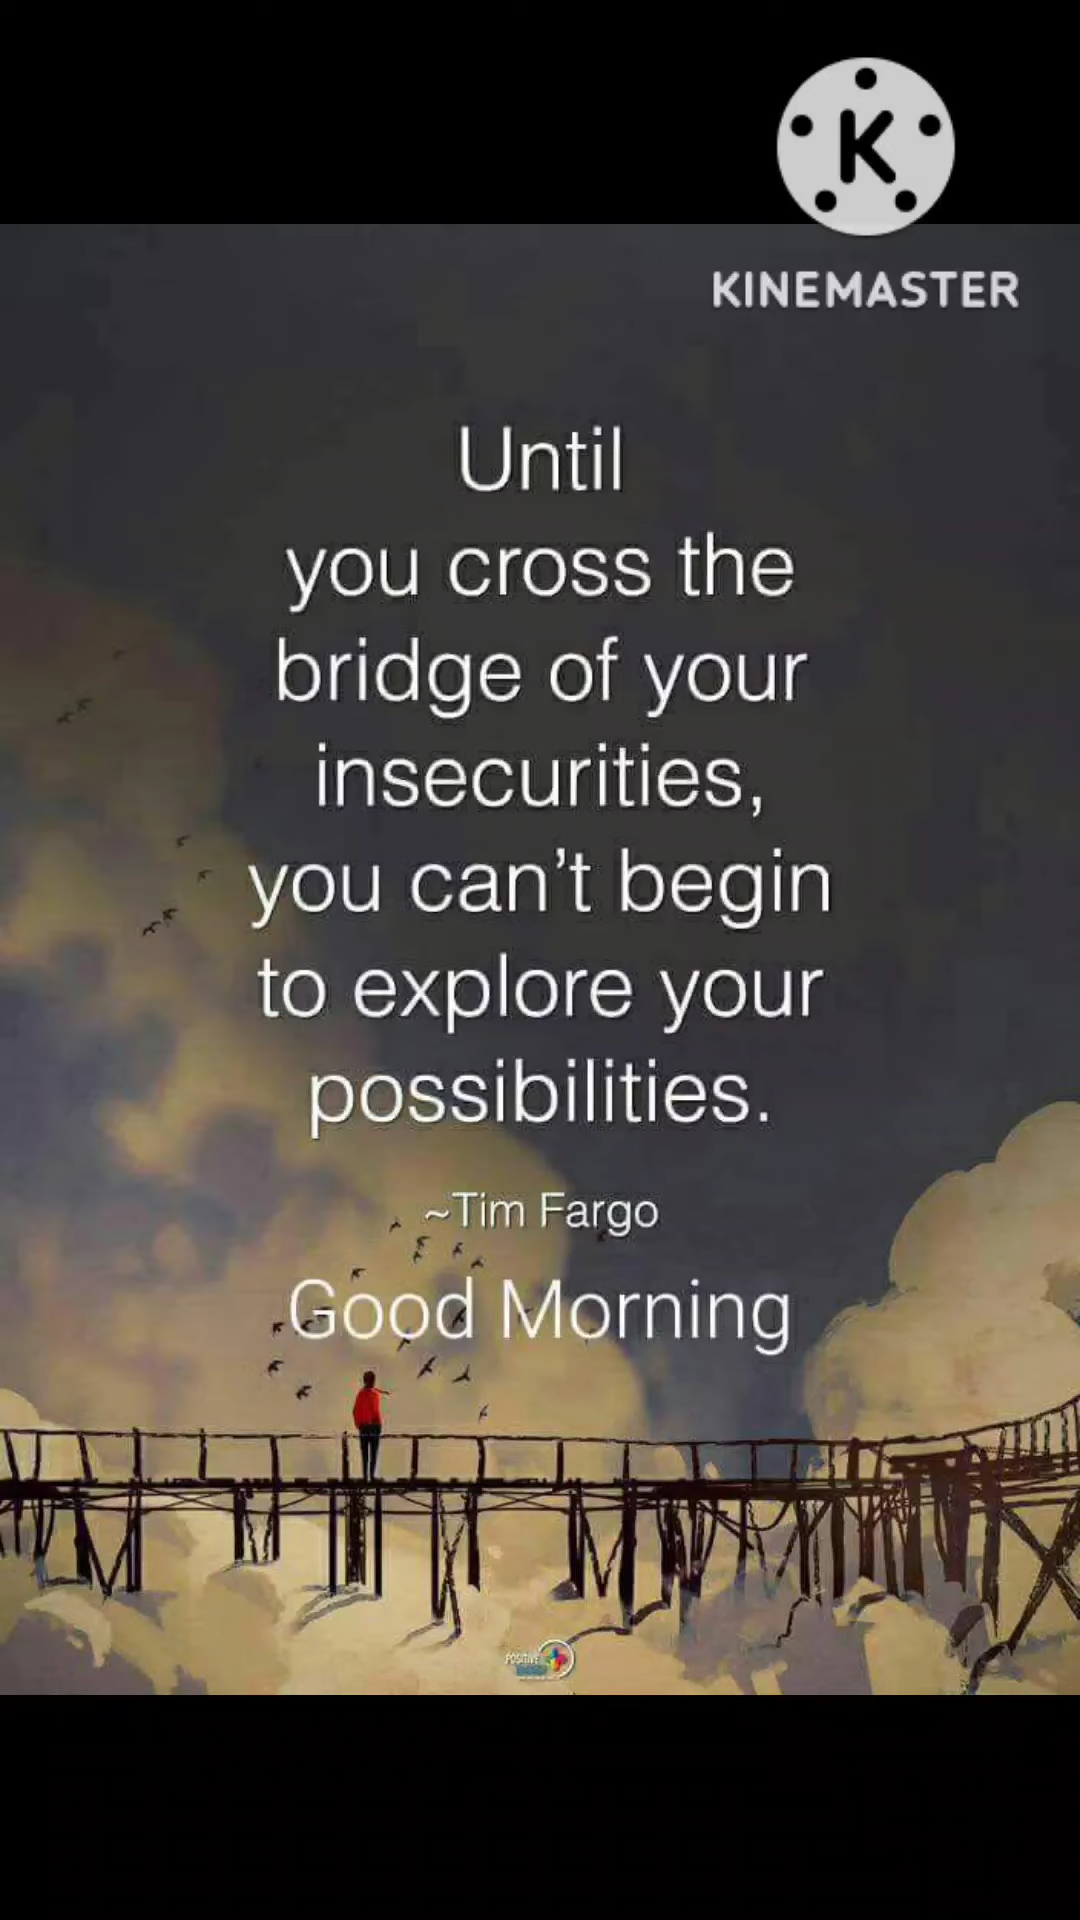 K
KINEMASTER
Until
you cross the
bridge of your
insecurities,
you can't begin
to explore your
possibilities.
~Tim Fargo
Good Morning
POSITIVE